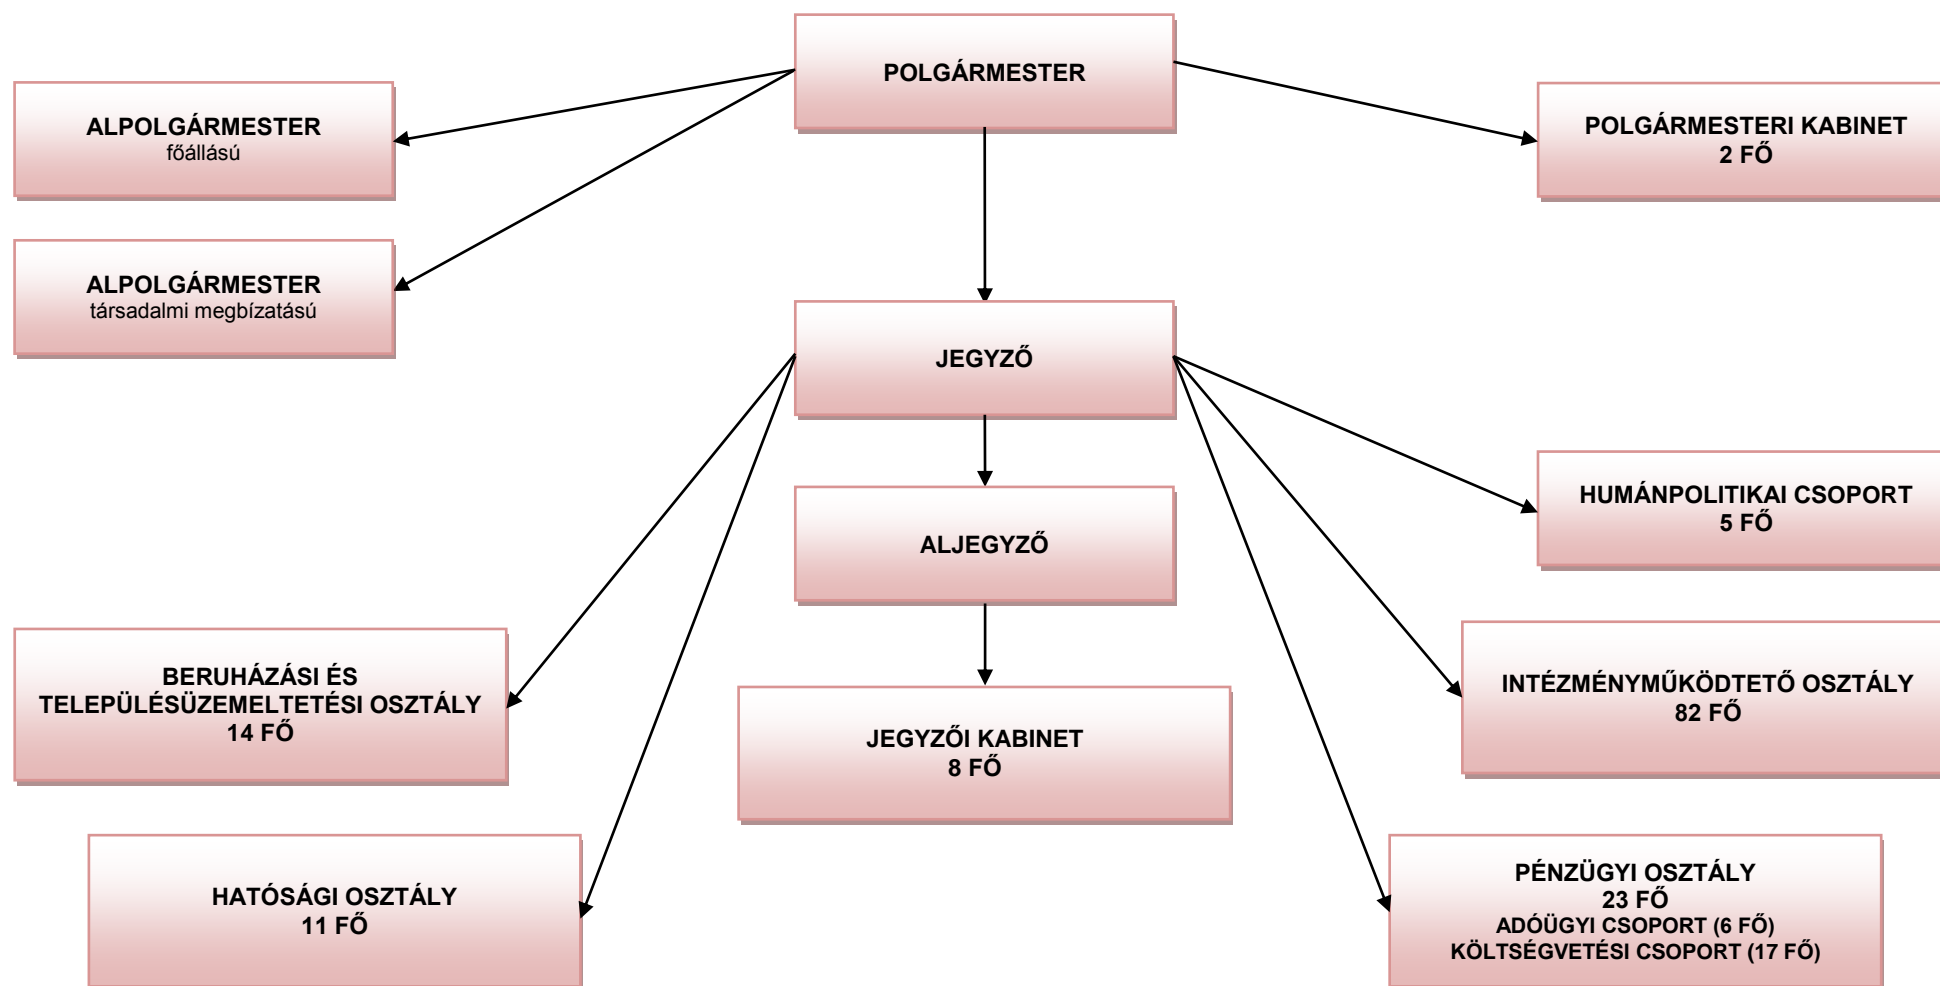 POLGÁRMESTER
ALPOLGÁRMESTER
főállású
POLGÁRMESTERI KABINET
2 FŐ
ALPOLGÁRMESTER
társadalmi megbízatású
JEGYZŐ
HUMÁNPOLITIKAI CSOPORT
5 FŐ
ALJEGYZŐ
BERUHÁZÁSI ÉS
TELEPÜLÉSÜZEMELTETÉSI OSZTÁLY
14 FŐ
INTÉZMÉNYMŰKÖDTETŐ OSZTÁLY
82 FŐ
JEGYZŐI KABINET
8 FŐ
HATÓSÁGI OSZTÁLY
11 FŐ
PÉNZÜGYI OSZTÁLY
23 FŐ
ADÓÜGYI CSOPORT (6 FŐ)
KÖLTSÉGVETÉSI CSOPORT (17 FŐ)